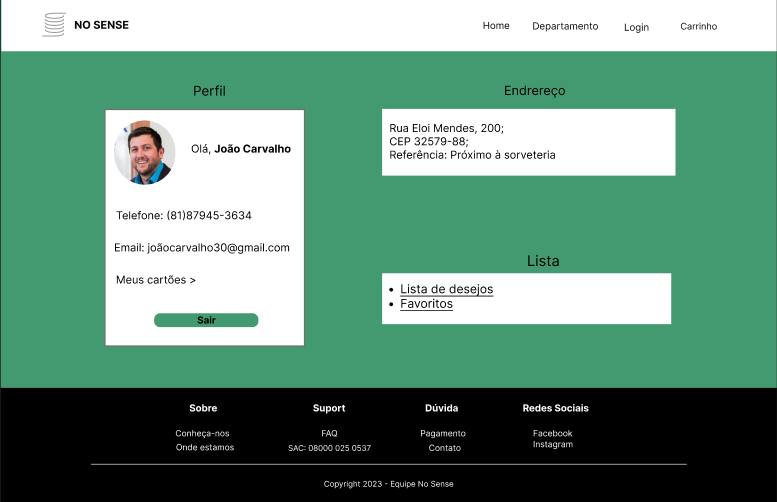 NO SENSE
Home
Departamento
Login
Carrinho
Perfil
Olá, João Carvalho
Telefone: (81)87945-3634
Email: joãocarvalho30@gmail.com
Meus cartões >
Sair
Endrereço
Rua Eloi Mendes, 200;
CEP 32579-88;
Referência: Próximo à sorveteria
Lista
• Lista de desejos
• Favoritos
Sobre
Conheça-nos
Onde estamos
Suport
FAQ
SAC: 08000 025 0537
Dúvida
Pagamento
Contato
Redes Sociais
Facebook
Instagram
Copyright 2023 - Equipe No Sense